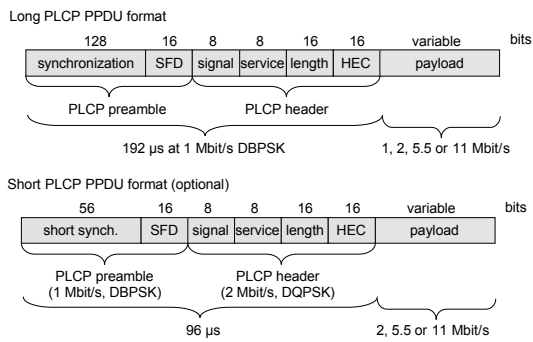 Long PLCP PPDU format
128 16 8 8 16 16 variable bits
synchronization SFD signal service length HEC payload
PLCP preamble PLCP header
192 µs at 1 Mbit/s DBPSK 1, 2, 5.5 or 11 Mbit/s
Short PLCP PPDU format (optional)
56 16 8 8 16 16 variable bits
short synch. SFD signal service length HEC payload
PLCP preamble PLCP header
(1 Mbit/s, DBPSK) (2 Mbit/s, DQPSK)
96 µs 2, 5.5 or 11 Mbit/s